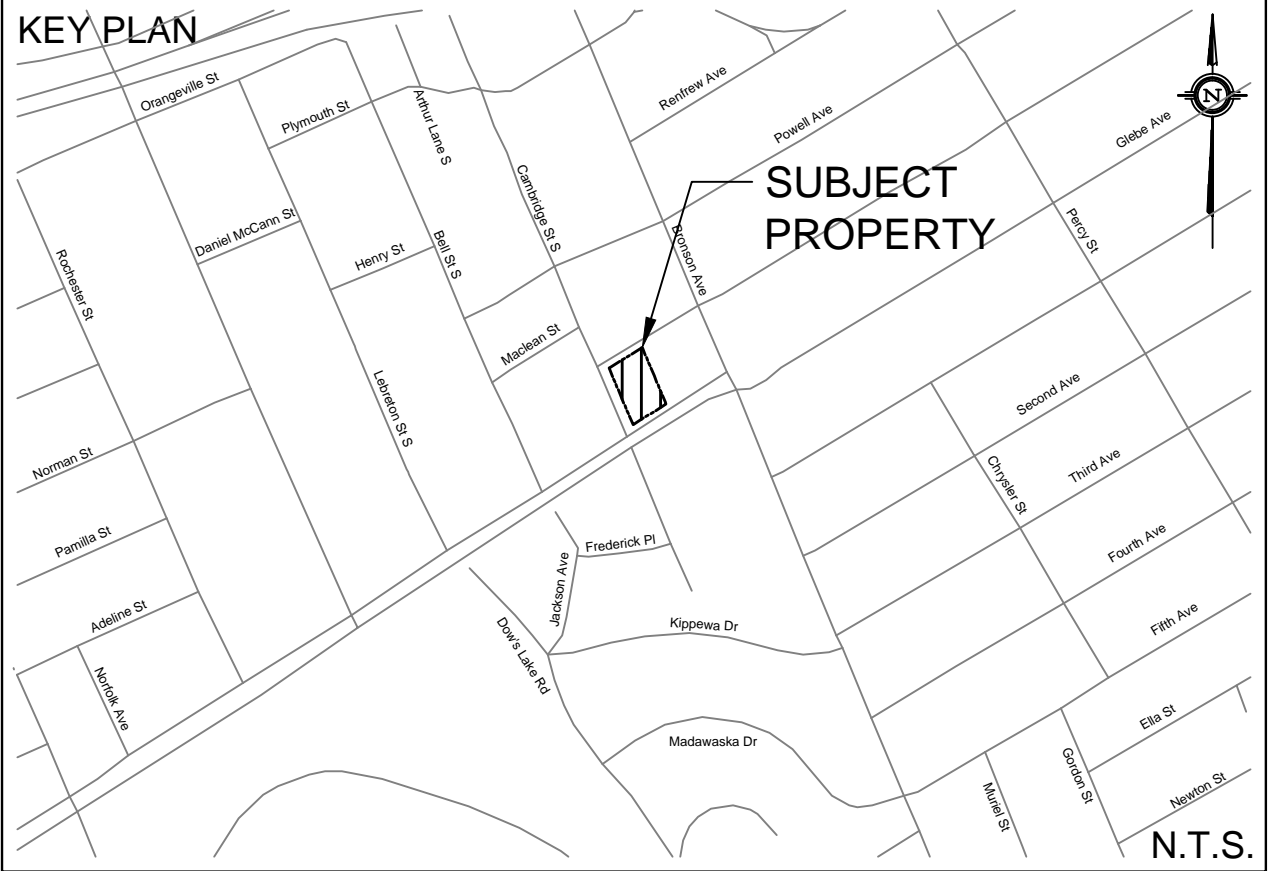 KEY PLAN
Orangeville St
Plymouth St
Arthur Lane S
Renfrew Ave
Powell Ave
Glebe Ave
N
SUBJECT
PROPERTY
Cambridge St S
Daniel McCann St
Henry St
Bell St S
Bronson Ave
Percy St
Rochester St
Maclean St
Lebreton St S
Second Ave
Third Ave
Chrysler St
Norman St
Pamilla St
Fourth Ave
Frederick Pl
Jackson Ave
Adeline St
Kippewa Dr
Fifth Ave
Dow's Lake Rd
Norfolk Ave
Madawaska Dr
Ella St
Gordon St
Muriel St
Newton St
N.T.S.